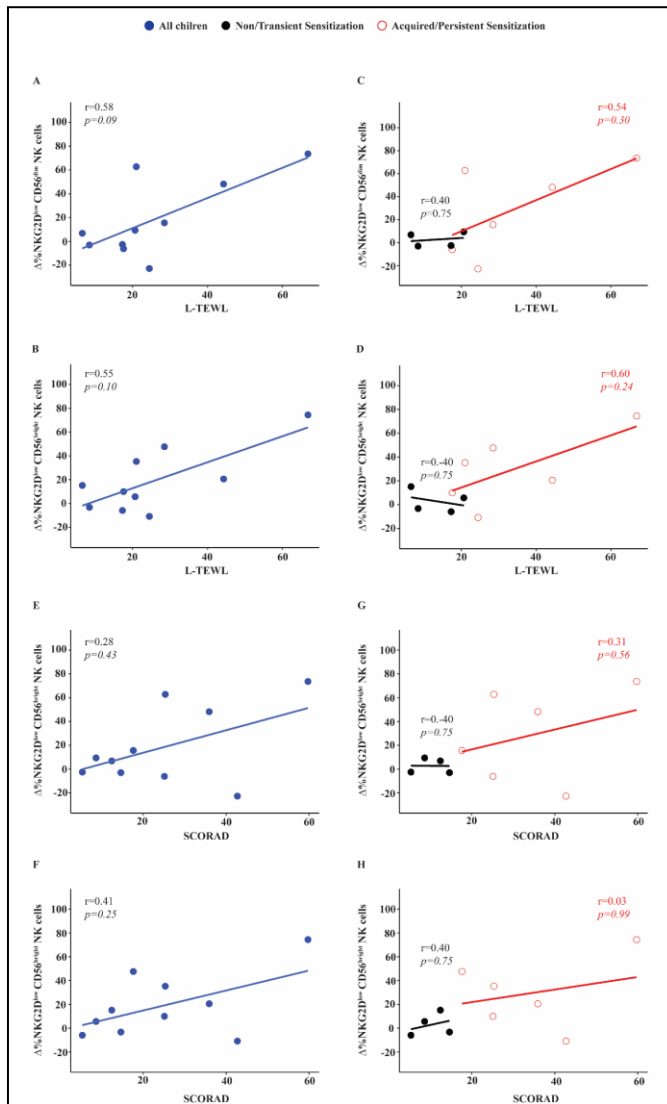 All chilren Non/Transient Sensitization Acquired/Persistent Sensitization
A
r=0.58
p=0.09
Δ%NKG2D^low CD56^dim NK cells
100
80
60
40
20
0
-20
20 40 60
L-TEWL
C
r=0.54
p=0.30
r=0.40
p=0.75
Δ%NKG2D^low CD56^dim NK cells
100
80
60
40
20
0
-20
20 40 60
L-TEWL
B
r=0.55
p=0.10
Δ%NKG2D^low CD56^bright NK cells
100
80
60
40
20
0
-20
20 40 60
L-TEWL
D
r=0.60
p=0.24
r=0.-40
p=0.75
Δ%NKG2D^low CD56^bright NK cells
100
80
60
40
20
0
-20
20 40 60
L-TEWL
E
r=0.28
p=0.43
Δ%NKG2D^low CD56^bright NK cells
100
80
60
40
20
0
-20
20 40 60
SCORAD
G
r=0.31
p=0.56
r=0.-40
p=0.75
Δ%NKG2D^low CD56^bright NK cells
100
80
60
40
20
0
-20
20 40 60
SCORAD
F
r=0.41
p=0.25
Δ%NKG2D^low CD56^bright NK cells
100
80
60
40
20
0
-20
20 40 60
SCORAD
H
r=0.03
p=0.99
r=0.40
p=0.75
Δ%NKG2D^low CD56^bright NK cells
100
80
60
40
20
0
-20
20 40 60
SCORAD